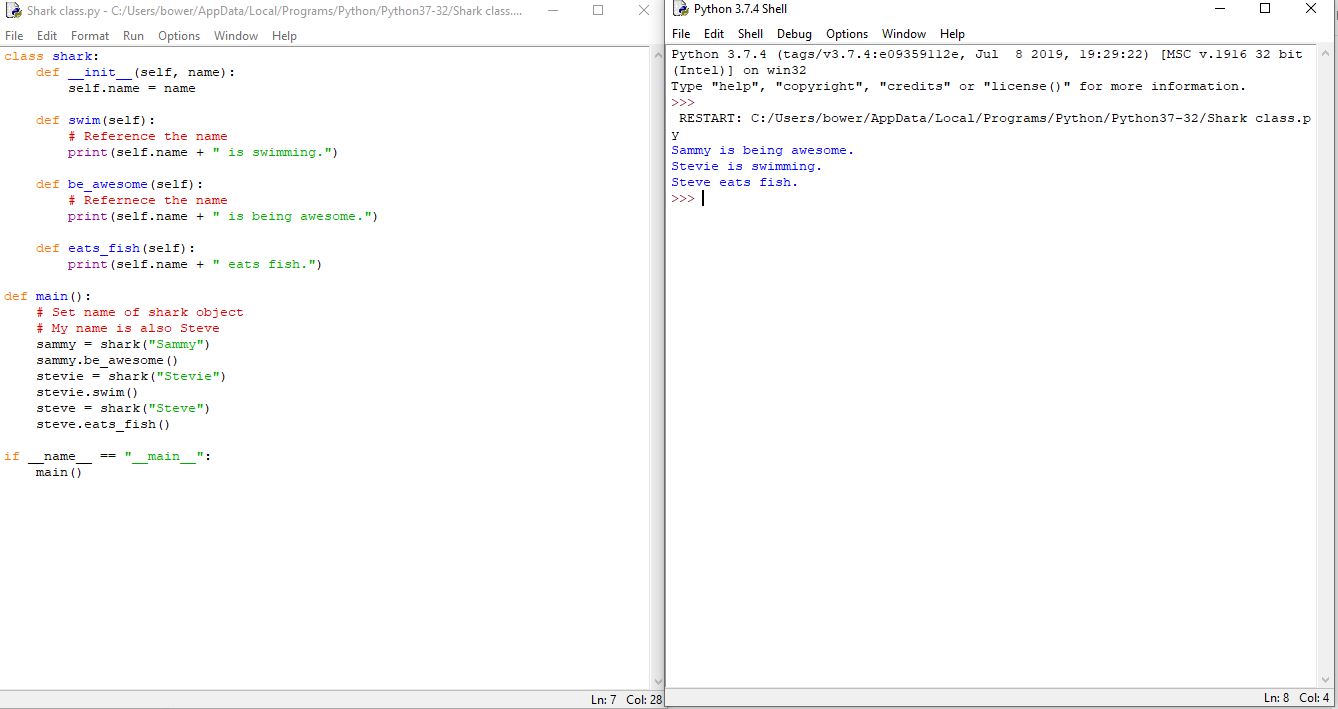 Shark class.py - C:/Users/bower/AppData/Local/Programs/Python/Python37-32/Shark class....
File Edit Format Run Options Window Help
class shark:
    def __init__(self, name):
        self.name = name

    def swim(self):
        # Reference the name
        print(self.name + " is swimming.")

    def be_awesome(self):
        # Refernece the name
        print(self.name + " is being awesome.")

    def eats_fish(self):
        print(self.name + " eats fish.")

def main():
    # Set name of shark object
    # My name is also Steve
    sammy = shark("Sammy")
    sammy.be_awesome()
    stevie = shark("Stevie")
    stevie.swim()
    steve = shark("Steve")
    steve.eats_fish()

if __name__ == "__main__":
    main()
Ln: 7 Col: 28
Python 3.7.4 Shell
File Edit Shell Debug Options Window Help
Python 3.7.4 (tags/v3.7.4:e09359112e, Jul  8 2019, 19:29:22) [MSC v.1916 32 bit
(Intel)] on win32
Type "help", "copyright", "credits" or "license()" for more information.
>>>
 RESTART: C:/Users/bower/AppData/Local/Programs/Python/Python37-32/Shark class.p
y
Sammy is being awesome.
Stevie is swimming.
Steve eats fish.
>>>
Ln: 8 Col: 4